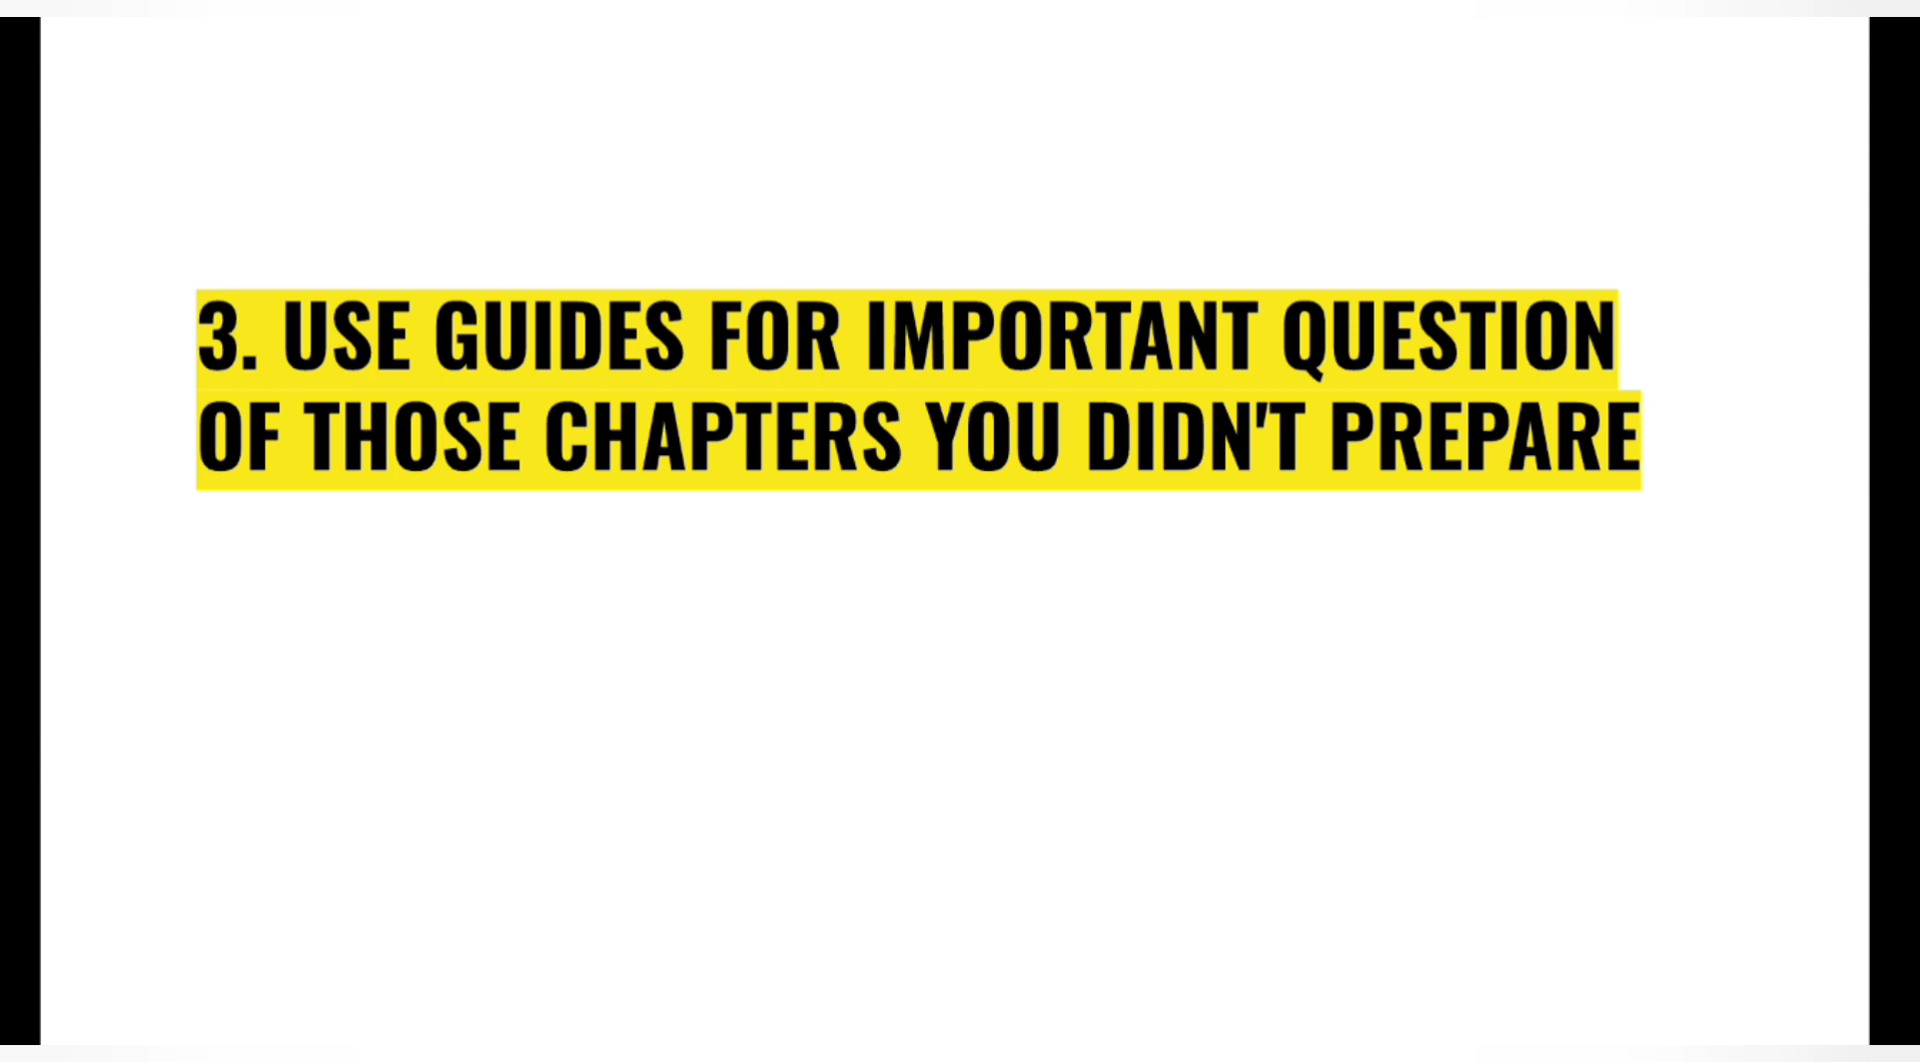 3. USE GUIDES FOR IMPORTANT QUESTION
OF THOSE CHAPTERS YOU DIDN'T PREPARE